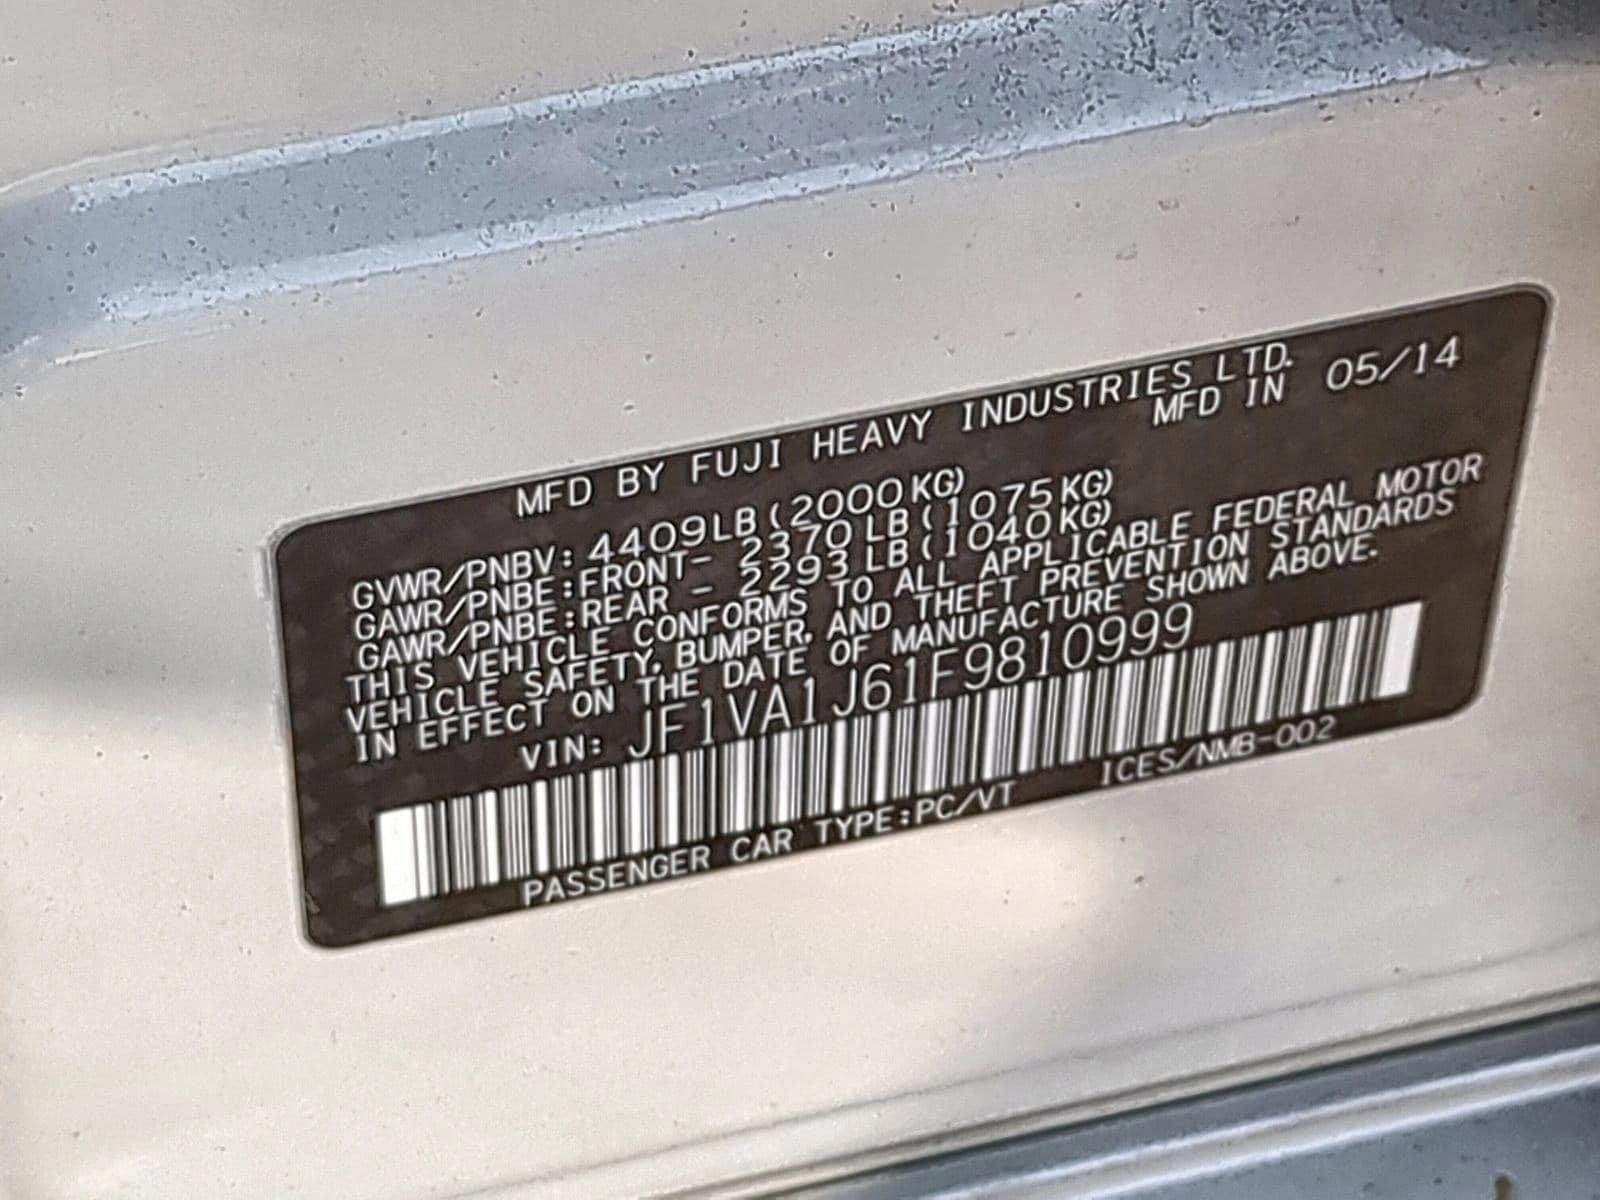 MFD BY FUJI HEAVY INDUSTRIES LTD.
MFD IN 05/14
GVWR/PNBV: 4409LB (2000KG)
GAWR/PNBE:FRONT- 2370LB (1075KG)
GAWR/PNBE:REAR - 2293LB (1040KG)
THIS VEHICLE CONFORMS TO ALL APPLICABLE FEDERAL MOTOR
VEHICLE SAFETY, BUMPER, AND THEFT PREVENTION STANDARDS
IN EFFECT ON THE DATE OF MANUFACTURE SHOWN ABOVE.
VIN: JF1VA1J61F9810999
PASSENGER CAR TYPE:PC/VT ICES/NMB-002